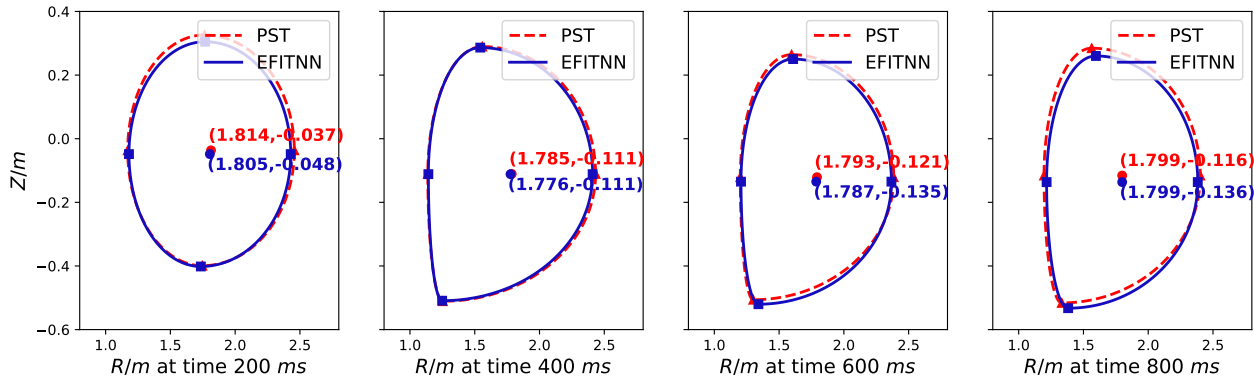 0.4
0.2
0.0
−0.2
−0.4
−0.6
Z/m
PST
EFITNN
(1.814,-0.037)
(1.805,-0.048)
1.0 1.5 2.0 2.5
R/m at time 200 ms
PST
EFITNN
(1.785,-0.111)
(1.776,-0.111)
1.0 1.5 2.0 2.5
R/m at time 400 ms
PST
EFITNN
(1.793,-0.121)
(1.787,-0.135)
1.0 1.5 2.0 2.5
R/m at time 600 ms
PST
EFITNN
(1.799,-0.116)
(1.799,-0.136)
1.0 1.5 2.0 2.5
R/m at time 800 ms